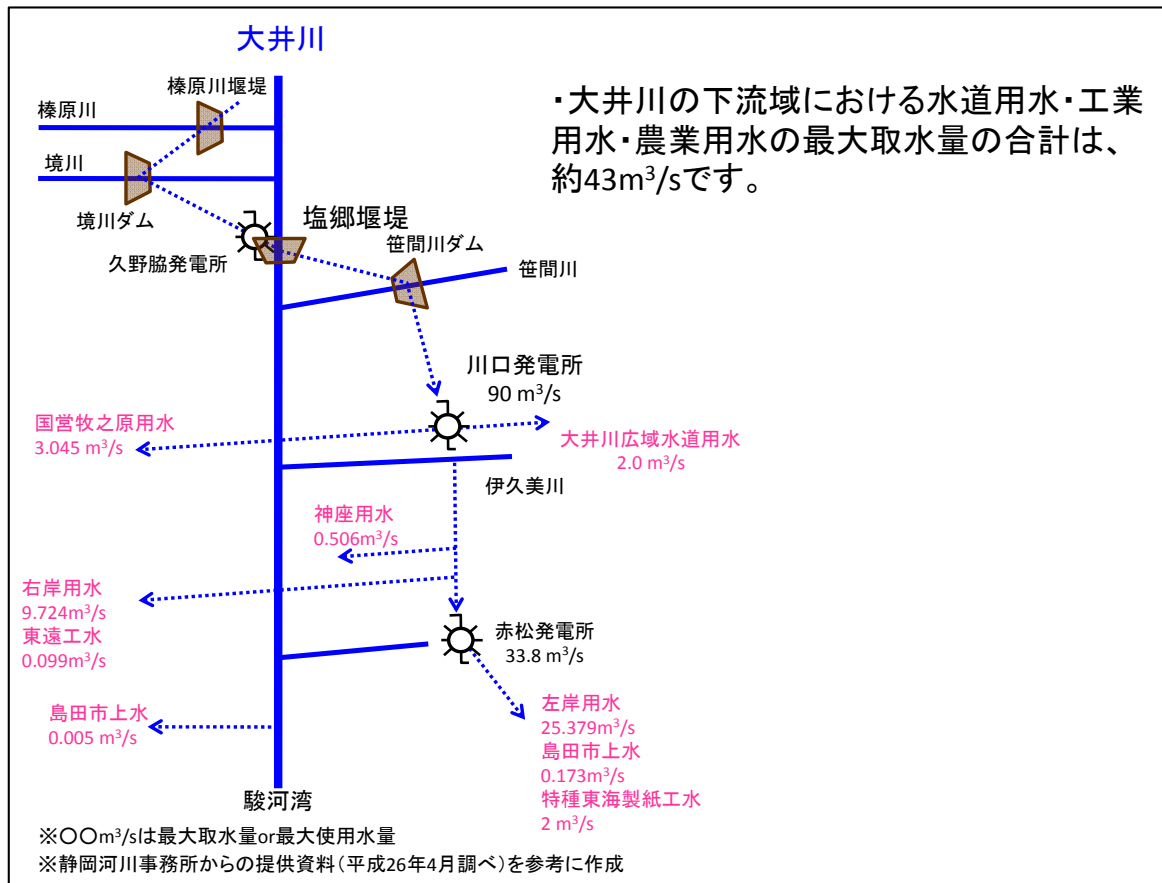 大井川
榛原川堰堤
榛原川
・大井川の下流域における水道用水・工業
用水・農業用水の最大取水量の合計は、
約43m³/sです。
境川
境川ダム
塩郷堰堤
笹間川ダム
久野脇発電所
笹間川
川口発電所
90 m³/s
国営牧之原用水
3.045 m³/s
大井川広域水道用水
2.0 m³/s
伊久美川
神座用水
0.506m³/s
右岸用水
9.724m³/s
東遠工水
0.099m³/s
赤松発電所
33.8 m³/s
島田市上水
0.005 m³/s
左岸用水
25.379m³/s
島田市上水
0.173m³/s
特種東海製紙工水
2 m³/s
駿河湾
※〇〇m³/sは最大取水量or最大使用水量
※静岡河川事務所からの提供資料(平成26年4月調べ)を参考に作成